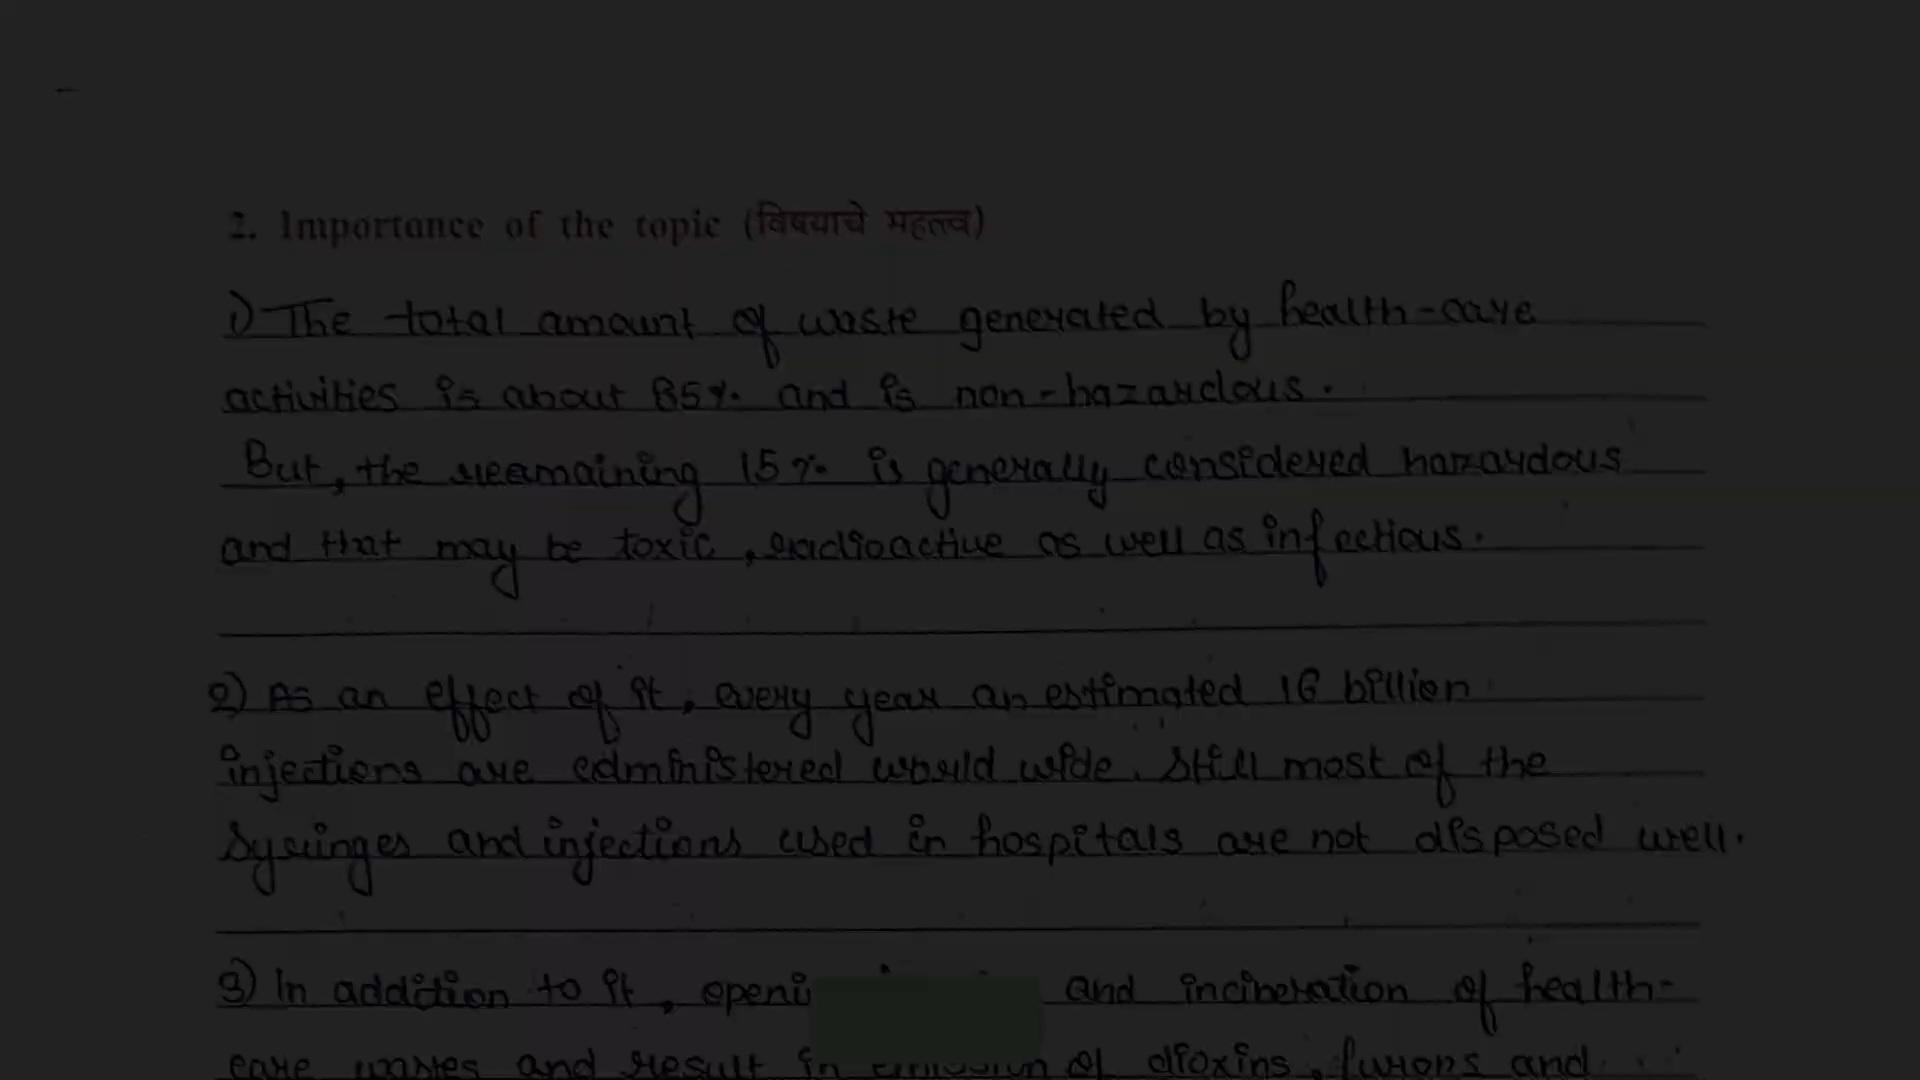 2. Importance of the topic (विषयाचे महत्त्व)
1) The total amount of waste generated by health-care
activities is about 85% and is non-hazardous.
But, the reemaining 15% is generally considered hazardous
and that may be toxic, radioactive as well as infectious.
2) As an effect of it, every year an estimated 16 billion
injections are edministered world wide. Still most of the
Syringes and injections used in hospitals are not disposed well.
3) In addition to it, and incineration of health-
care wastes and result in of dioxins, furons and